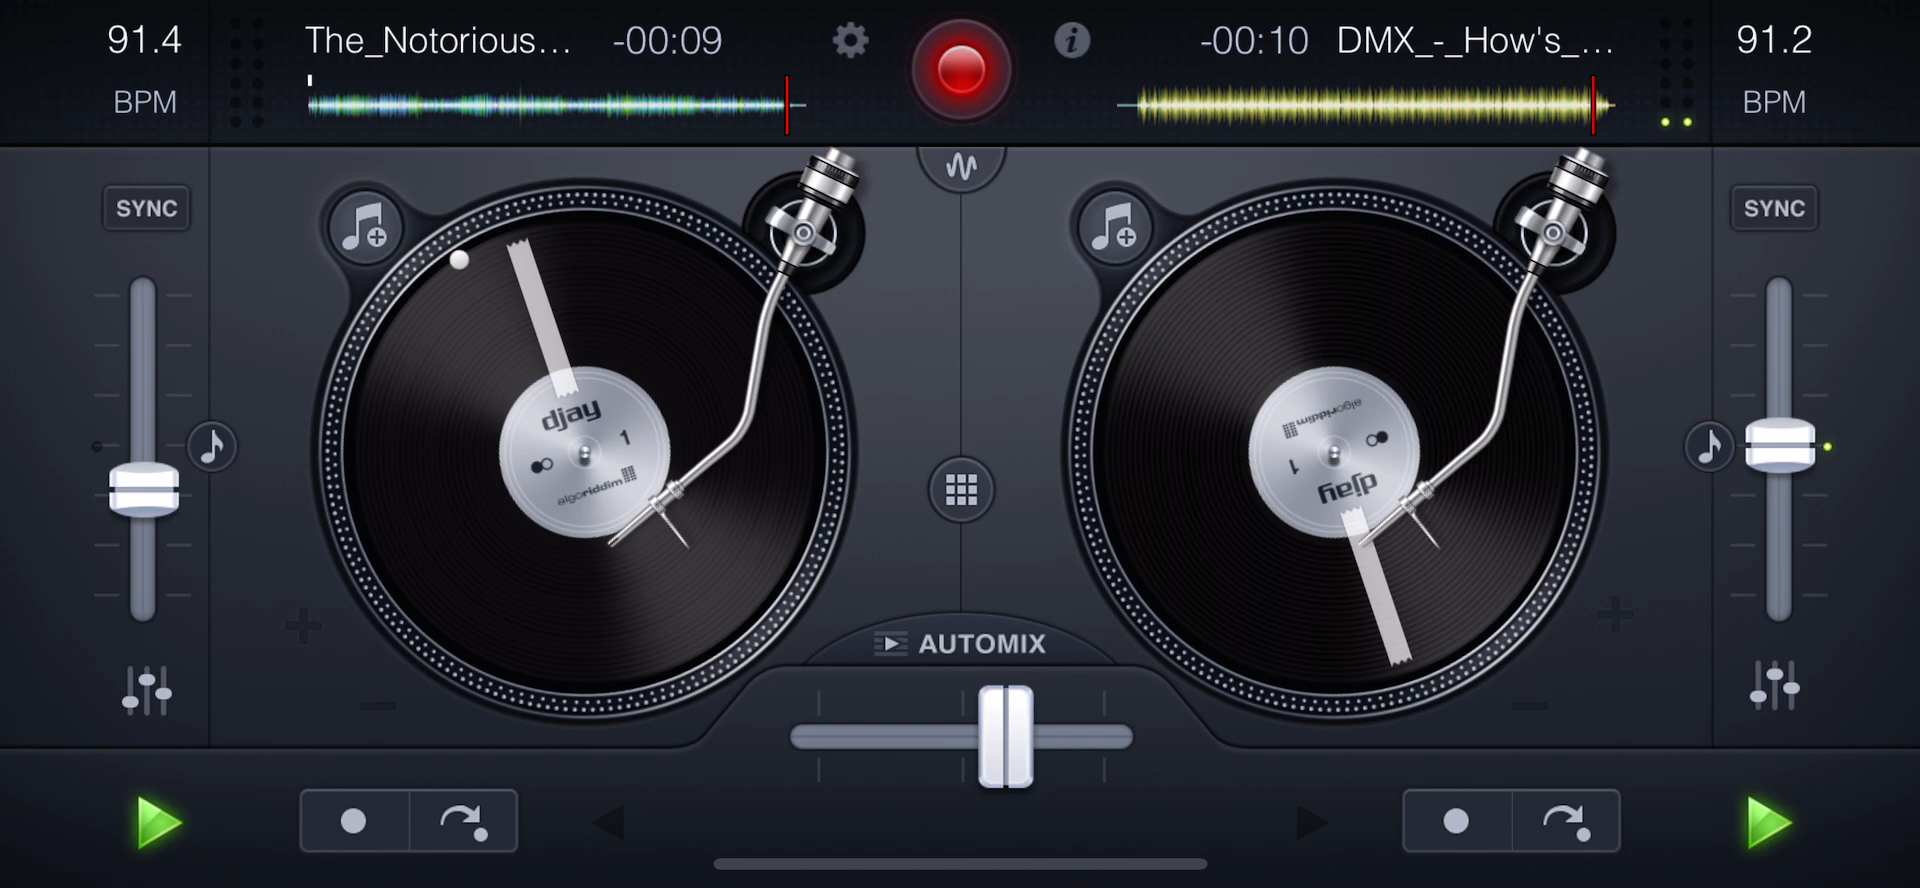 91.4
BPM
The_Notorious...
-00:09
-00:10
DMX_-_How's_...
91.2
BPM
SYNC
SYNC
djay
1
algoriddim
algoriddim
1
djay
AUTOMIX